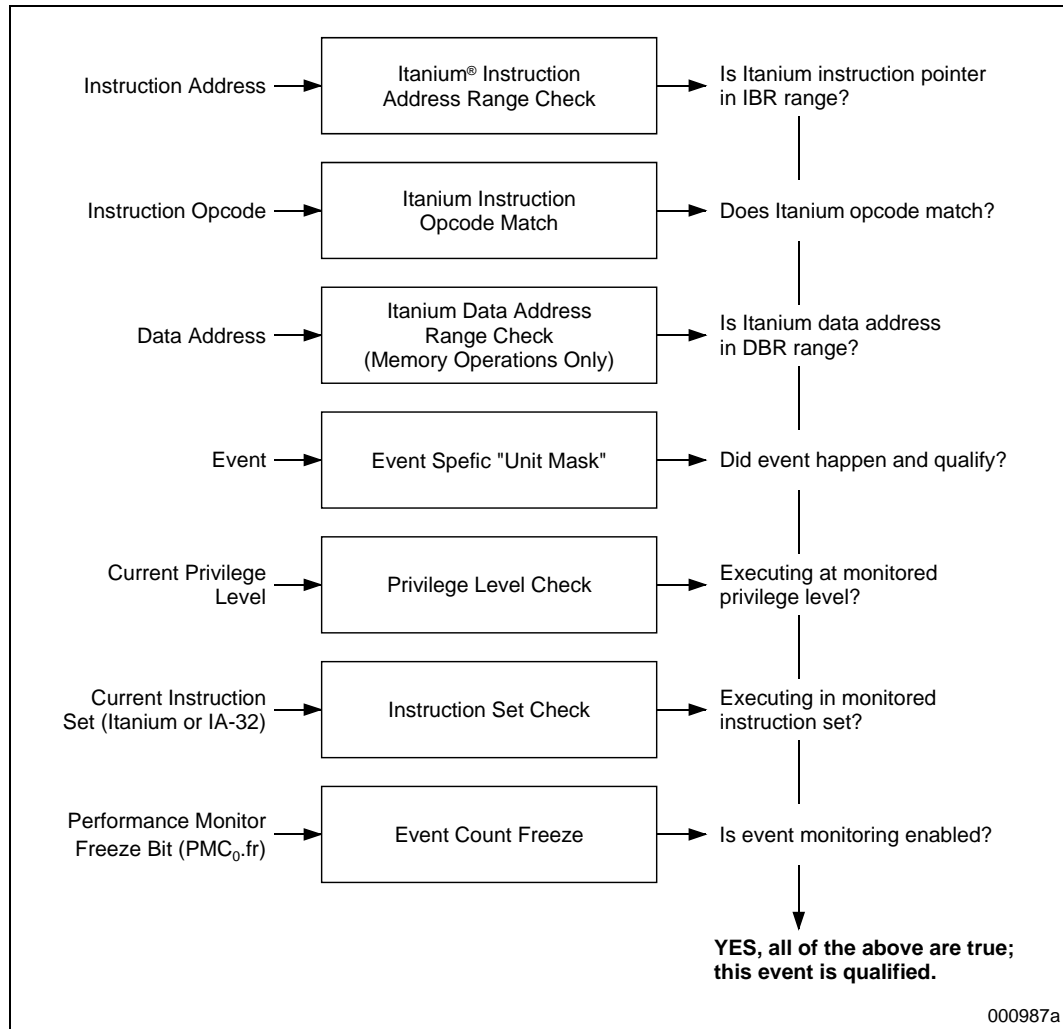 Instruction Address
Itanium® Instruction
Address Range Check
Is Itanium instruction pointer
in IBR range?
Instruction Opcode
Itanium Instruction
Opcode Match
Does Itanium opcode match?
Data Address
Itanium Data Address
Range Check
(Memory Operations Only)
Is Itanium data address
in DBR range?
Event
Event Spefic "Unit Mask"
Did event happen and qualify?
Current Privilege
Level
Privilege Level Check
Executing at monitored
privilege level?
Current Instruction
Set (Itanium or IA-32)
Instruction Set Check
Executing in monitored
instruction set?
Performance Monitor
Freeze Bit (PMC0.fr)
Event Count Freeze
Is event monitoring enabled?
YES, all of the above are true;
this event is qualified.
000987a